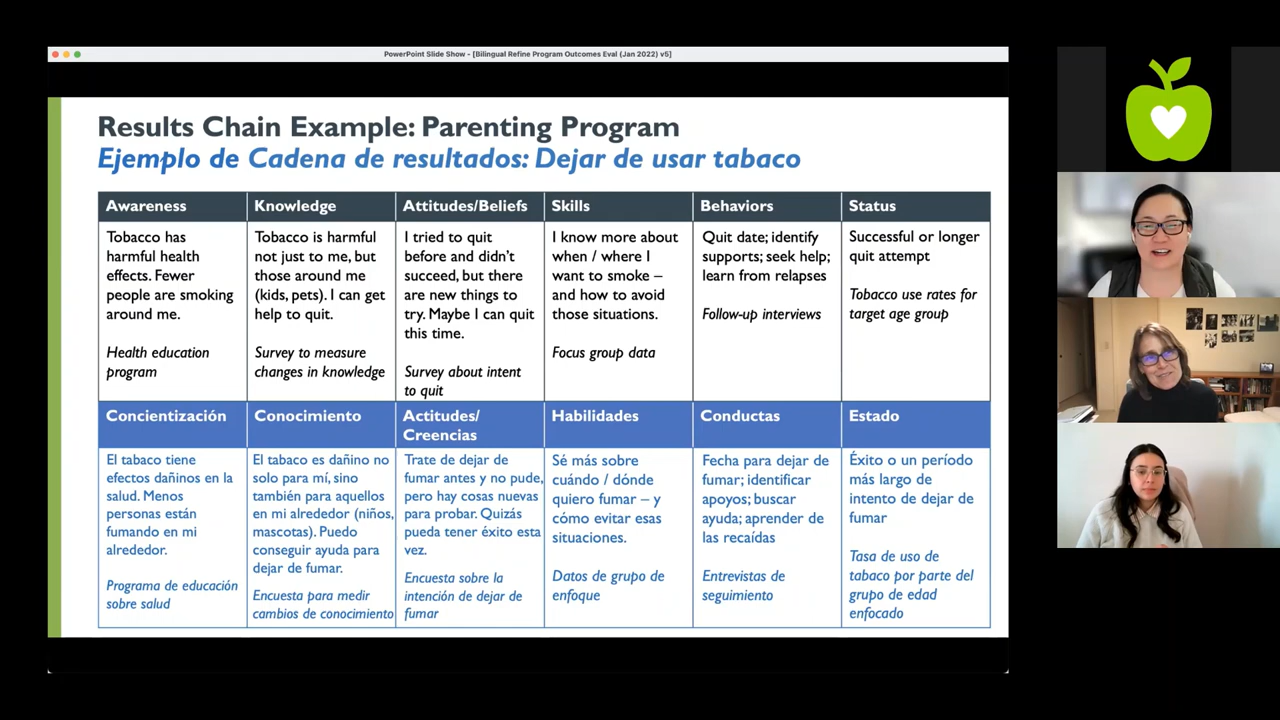 PowerPoint Slide Show - [Bilingual Refine Program Outcomes Eval (Jan 2022) v5]
Results Chain Example: Parenting Program
Ejemplo de Cadena de resultados: Dejar de usar tabaco
Awareness
Knowledge
Attitudes/Beliefs
Skills
Behaviors
Status
Tobacco has
harmful health
effects. Fewer
people are smoking
around me.
Health education
program
Tobacco is harmful
not just to me, but
those around me
(kids, pets). I can get
help to quit.
Survey to measure
changes in knowledge
I tried to quit
before and didn't
succeed, but there
are new things to
try. Maybe I can quit
this time.
Survey about intent
to quit
I know more about
when / where I
want to smoke –
and how to avoid
those situations.
Focus group data
Quit date; identify
supports; seek help;
learn from relapses
Follow-up interviews
Successful or longer
quit attempt
Tobacco use rates for
target age group
Concientización
Conocimiento
Actitudes/
Creencias
Habilidades
Conductas
Estado
El tabaco tiene
efectos dañinos en la
salud. Menos
personas están
fumando en mi
alrededor.
Programa de educación
sobre salud
El tabaco es dañino no
solo para mí, sino
también para aquellos
en mi alrededor (niños,
mascotas). Puedo
conseguir ayuda para
dejar de fumar.
Encuesta para medir
cambios de conocimiento
Trate de dejar de
fumar antes y no pude,
pero hay cosas nuevas
para probar. Quizás
pueda tener éxito esta
vez.
Encuesta sobre la
intención de dejar de
fumar
Sé más sobre
cuándo / dónde
quiero fumar – y
cómo evitar esas
situaciones.
Datos de grupo de
enfoque
Fecha para dejar de
fumar; identificar
apoyos; buscar
ayuda; aprender de
las recaídas
Entrevistas de
seguimiento
Éxito o un período
más largo de
intento de dejar de
fumar
Tasa de uso de
tabaco por parte del
grupo de edad
enfocado